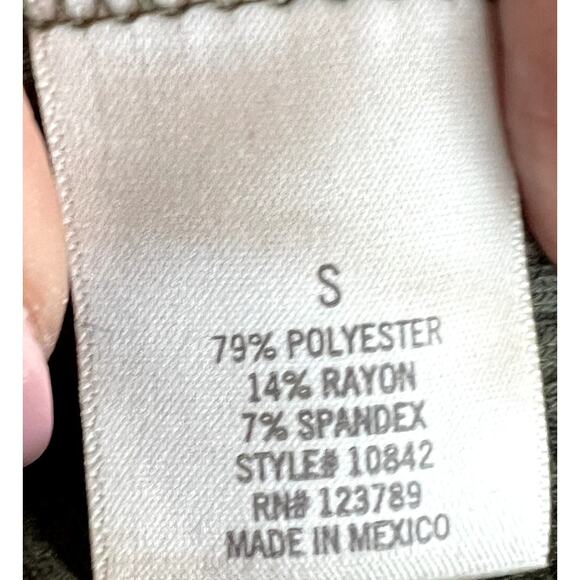 S
79% POLYESTER
14% RAYON
7% SPANDEX
STYLE# 10842
RN# 123789
MADE IN MEXICO